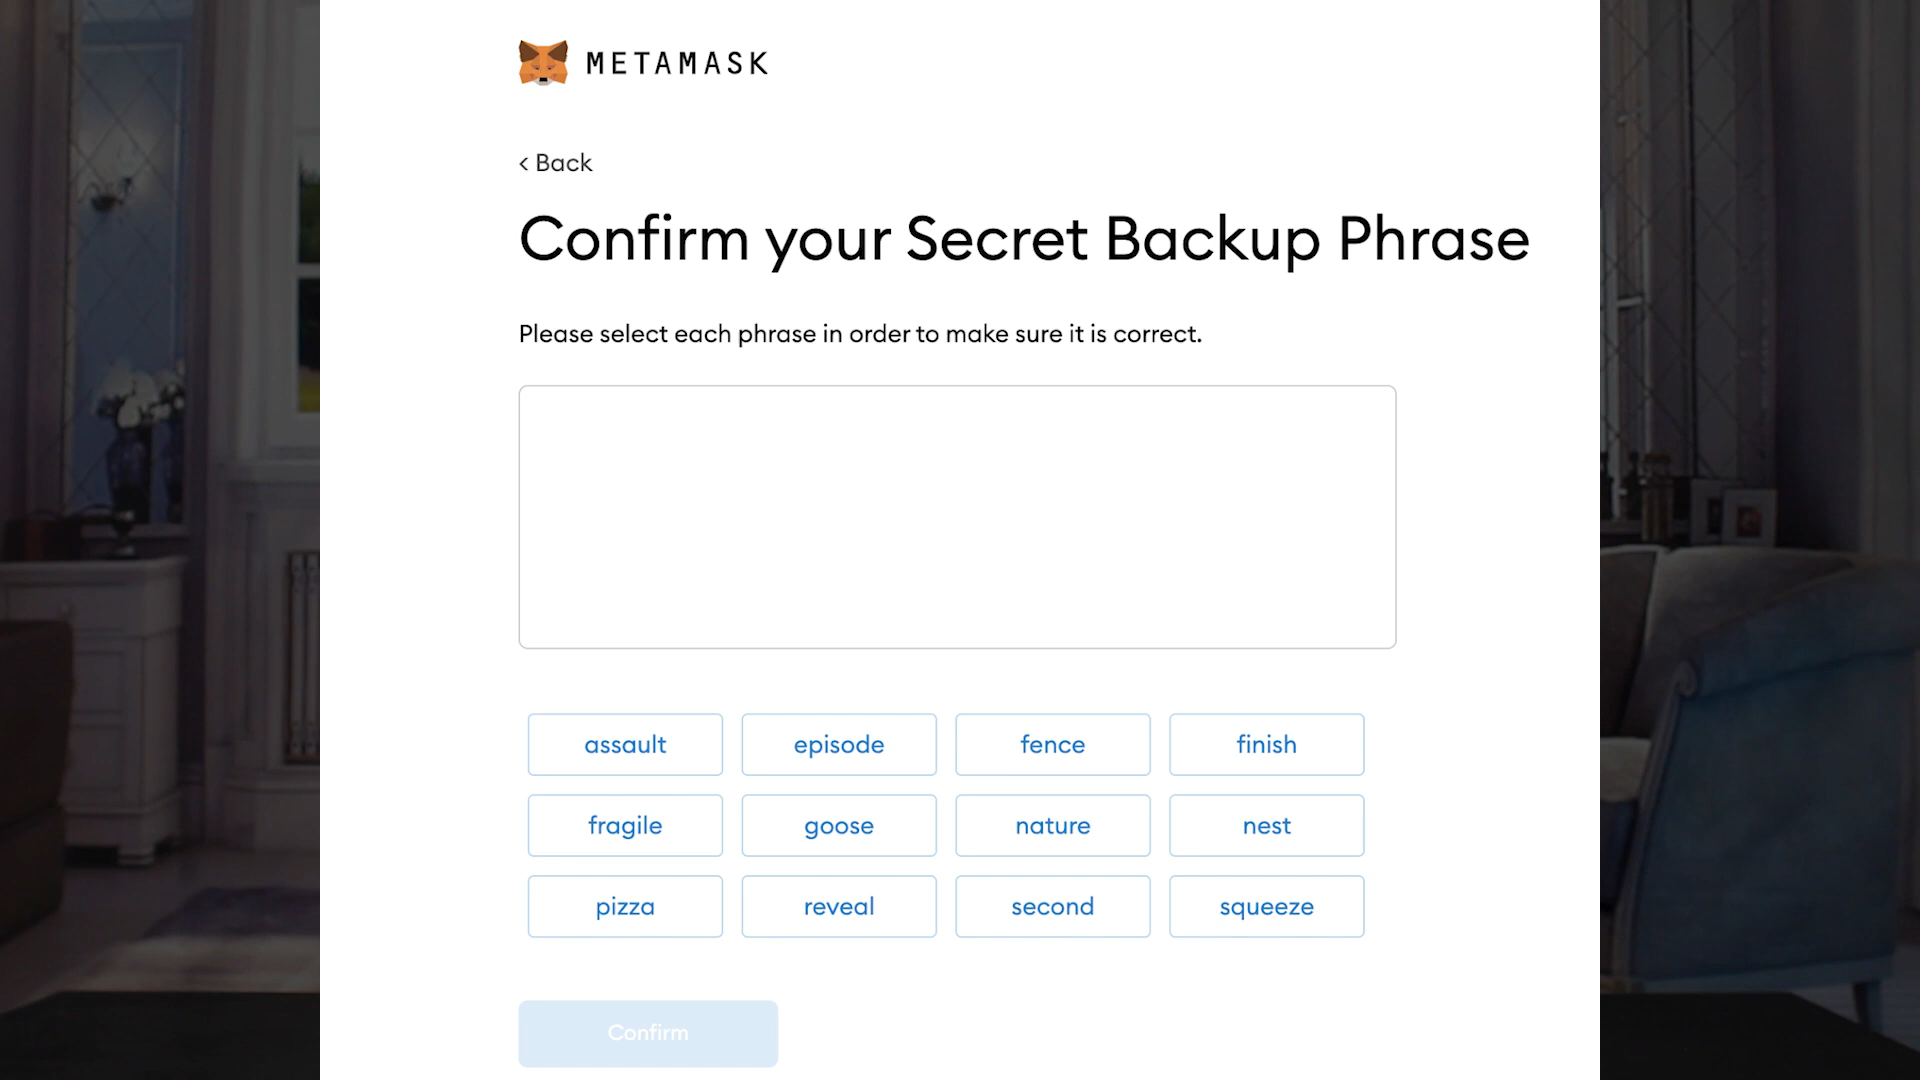 METAMASK
< Back
Confirm your Secret Backup Phrase
Please select each phrase in order to make sure it is correct.
assault episode fence finish
fragile goose nature nest
pizza reveal second squeeze
Confirm